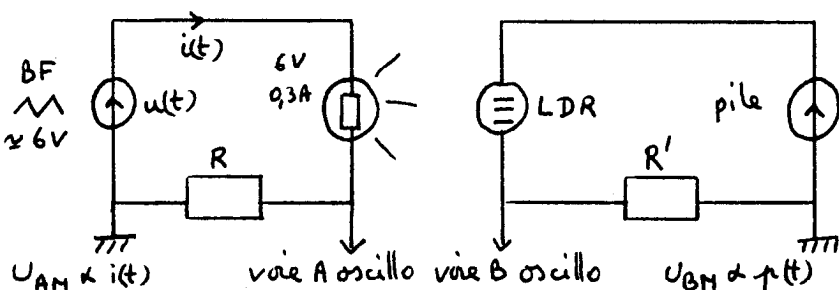 BF
≈ 6V
u(t)
i(t)
6V
0,3A
R
LDR
pile
R'
U_AM ∝ i(t)
voie A oscillo
voie B oscillo
U_BM ∝ p(t)